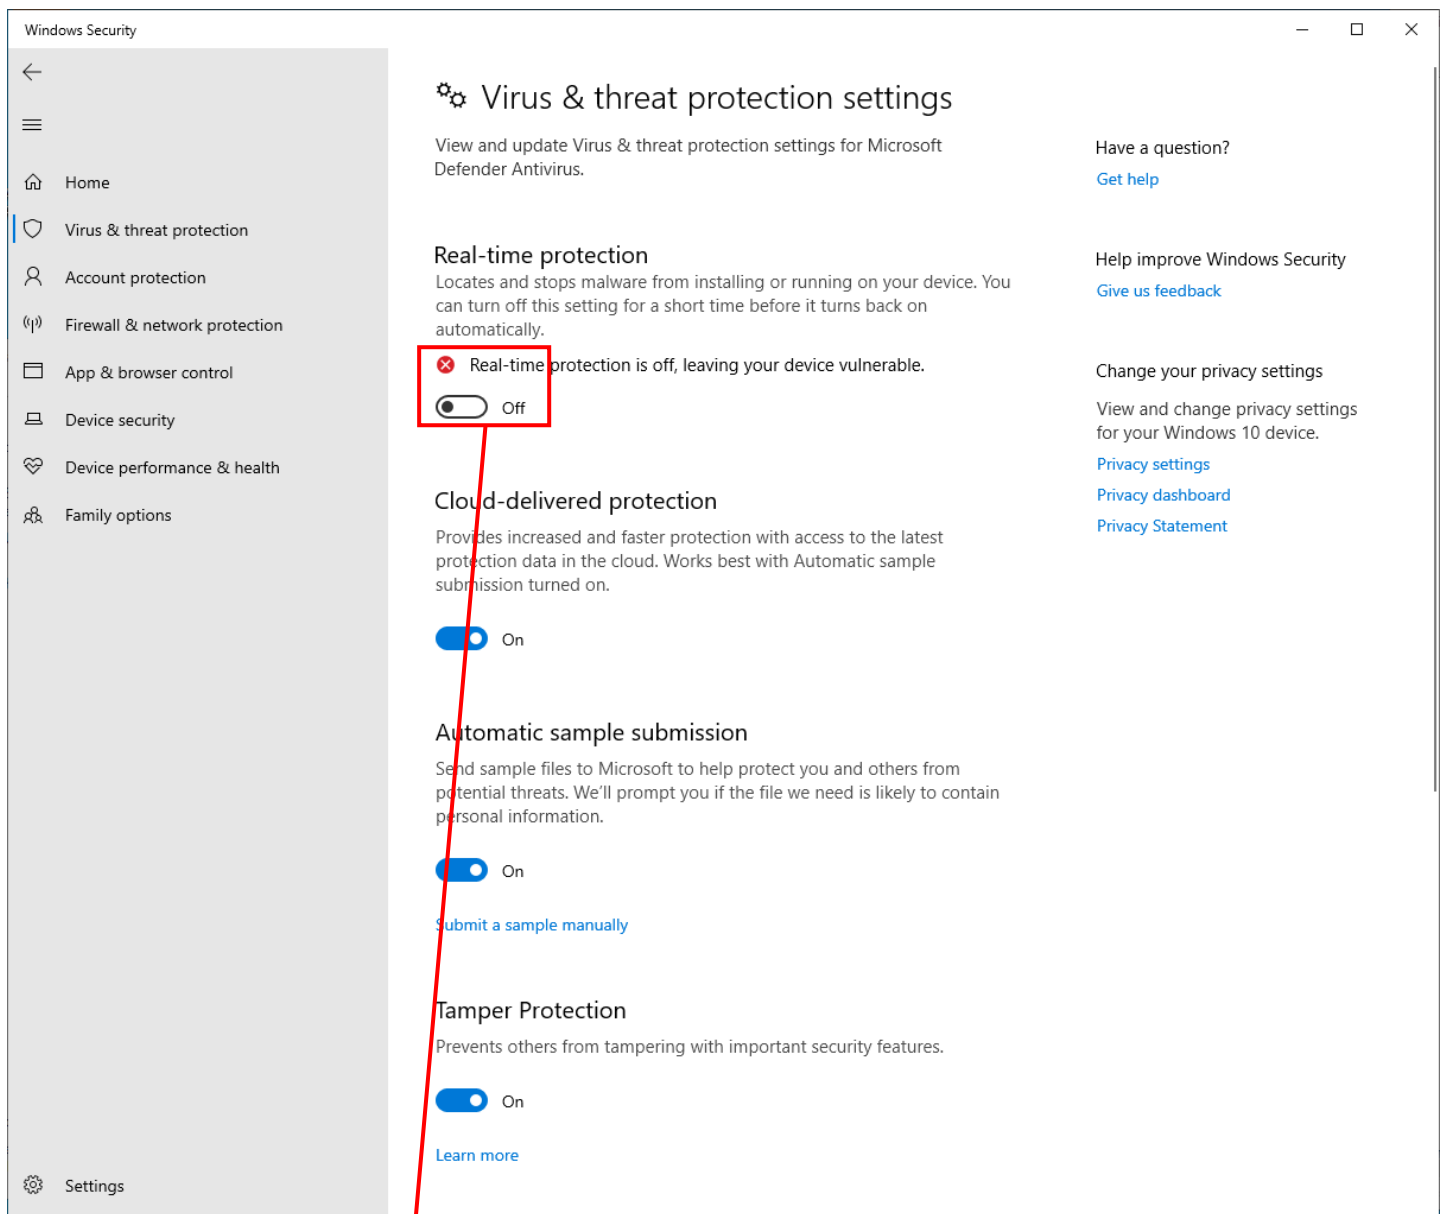 Windows Security
Home
Virus & threat protection
Account protection
Firewall & network protection
App & browser control
Device security
Device performance & health
Family options
Settings
Virus & threat protection settings
View and update Virus & threat protection settings for Microsoft
Defender Antivirus.
Real-time protection
Locates and stops malware from installing or running on your device. You
can turn off this setting for a short time before it turns back on
automatically.
Real-time protection is off, leaving your device vulnerable.
Off
Cloud-delivered protection
Provides increased and faster protection with access to the latest
protection data in the cloud. Works best with Automatic sample
submission turned on.
On
Automatic sample submission
Send sample files to Microsoft to help protect you and others from
potential threats. We'll prompt you if the file we need is likely to contain
personal information.
On
Submit a sample manually
Tamper Protection
Prevents others from tampering with important security features.
On
Learn more
Have a question?
Get help
Help improve Windows Security
Give us feedback
Change your privacy settings
View and change privacy settings
for your Windows 10 device.
Privacy settings
Privacy dashboard
Privacy Statement